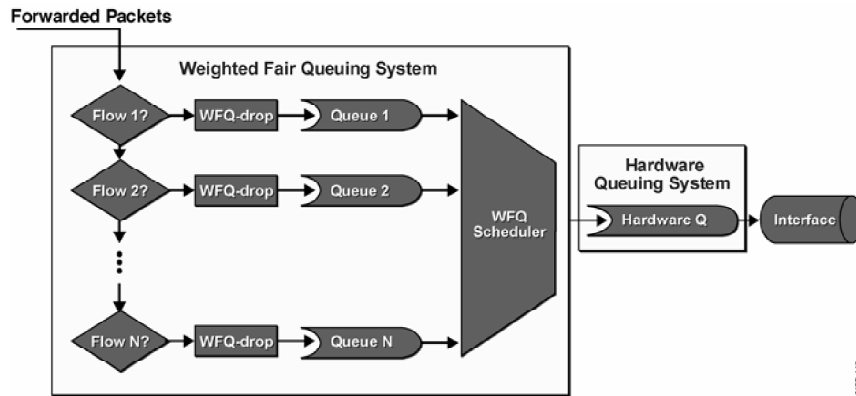 Forwarded Packets
Weighted Fair Queuing System
Flow 1?
WFQ-drop
Queue 1
Flow 2?
WFQ-drop
Queue 2
WFQ
Scheduler
Hardware
Queuing System
Hardware Q
Interface
Flow N?
WFQ-drop
Queue N